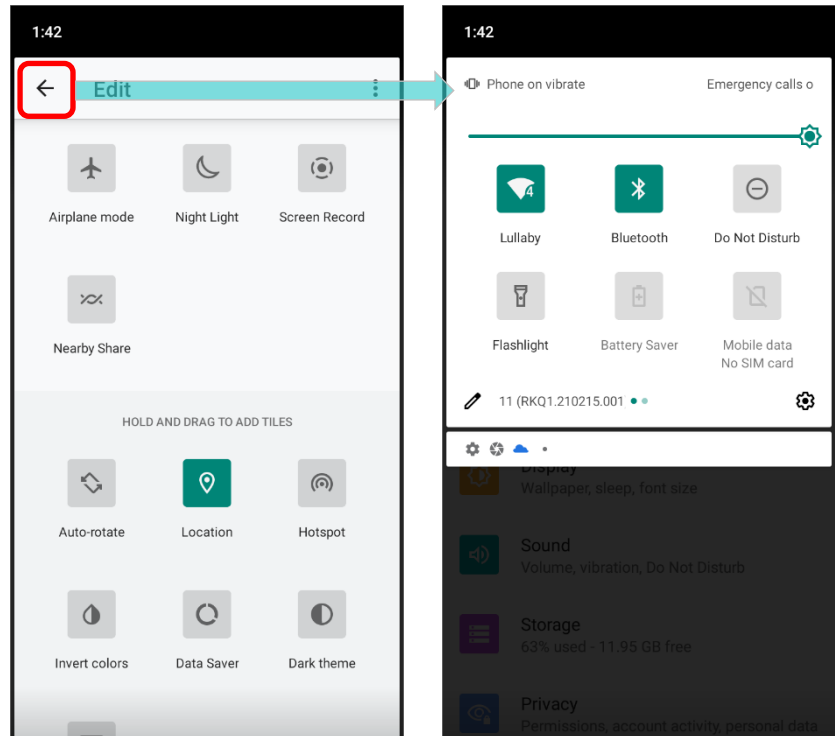 1:42
Edit
Airplane mode
Night Light
Screen Record
Nearby Share
HOLD AND DRAG TO ADD TILES
Auto-rotate
Location
Hotspot
Invert colors
Data Saver
Dark theme
1:42
Phone on vibrate
Emergency calls o
4
Lullaby
Bluetooth
Do Not Disturb
Flashlight
Battery Saver
Mobile data
No SIM card
11 (RKQ1.210215.001
Display
Wallpaper, sleep, font size
Sound
Volume, vibration, Do Not Disturb
Storage
63% used - 11.95 GB free
Privacy
Permissions, account activity, personal data